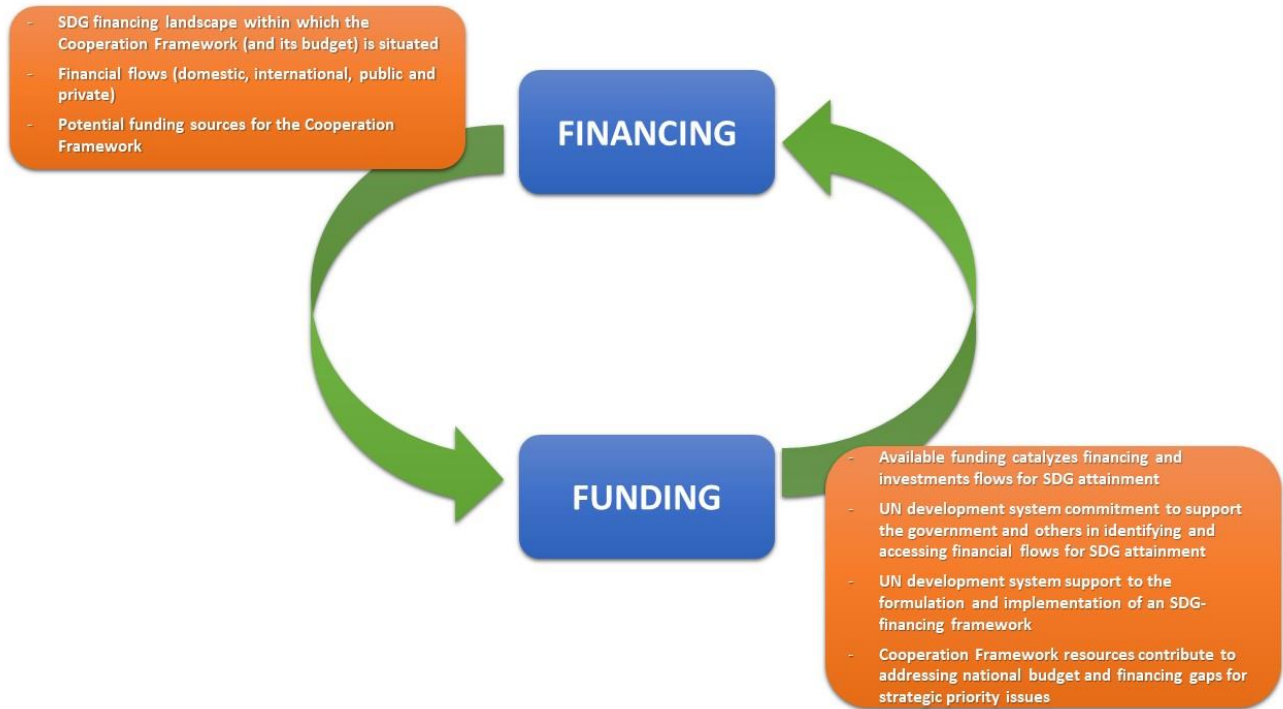 - SDG financing landscape within which the
Cooperation Framework (and its budget) is situated
- Financial flows (domestic, international, public and
private)
- Potential funding sources for the Cooperation
Framework
FINANCING
FUNDING
- Available funding catalyzes financing and
investments flows for SDG attainment
- UN development system commitment to support
the government and others in identifying and
accessing financial flows for SDG attainment
- UN development system support to the
formulation and implementation of an SDG-
financing framework
- Cooperation Framework resources contribute to
addressing national budget and financing gaps for
strategic priority issues